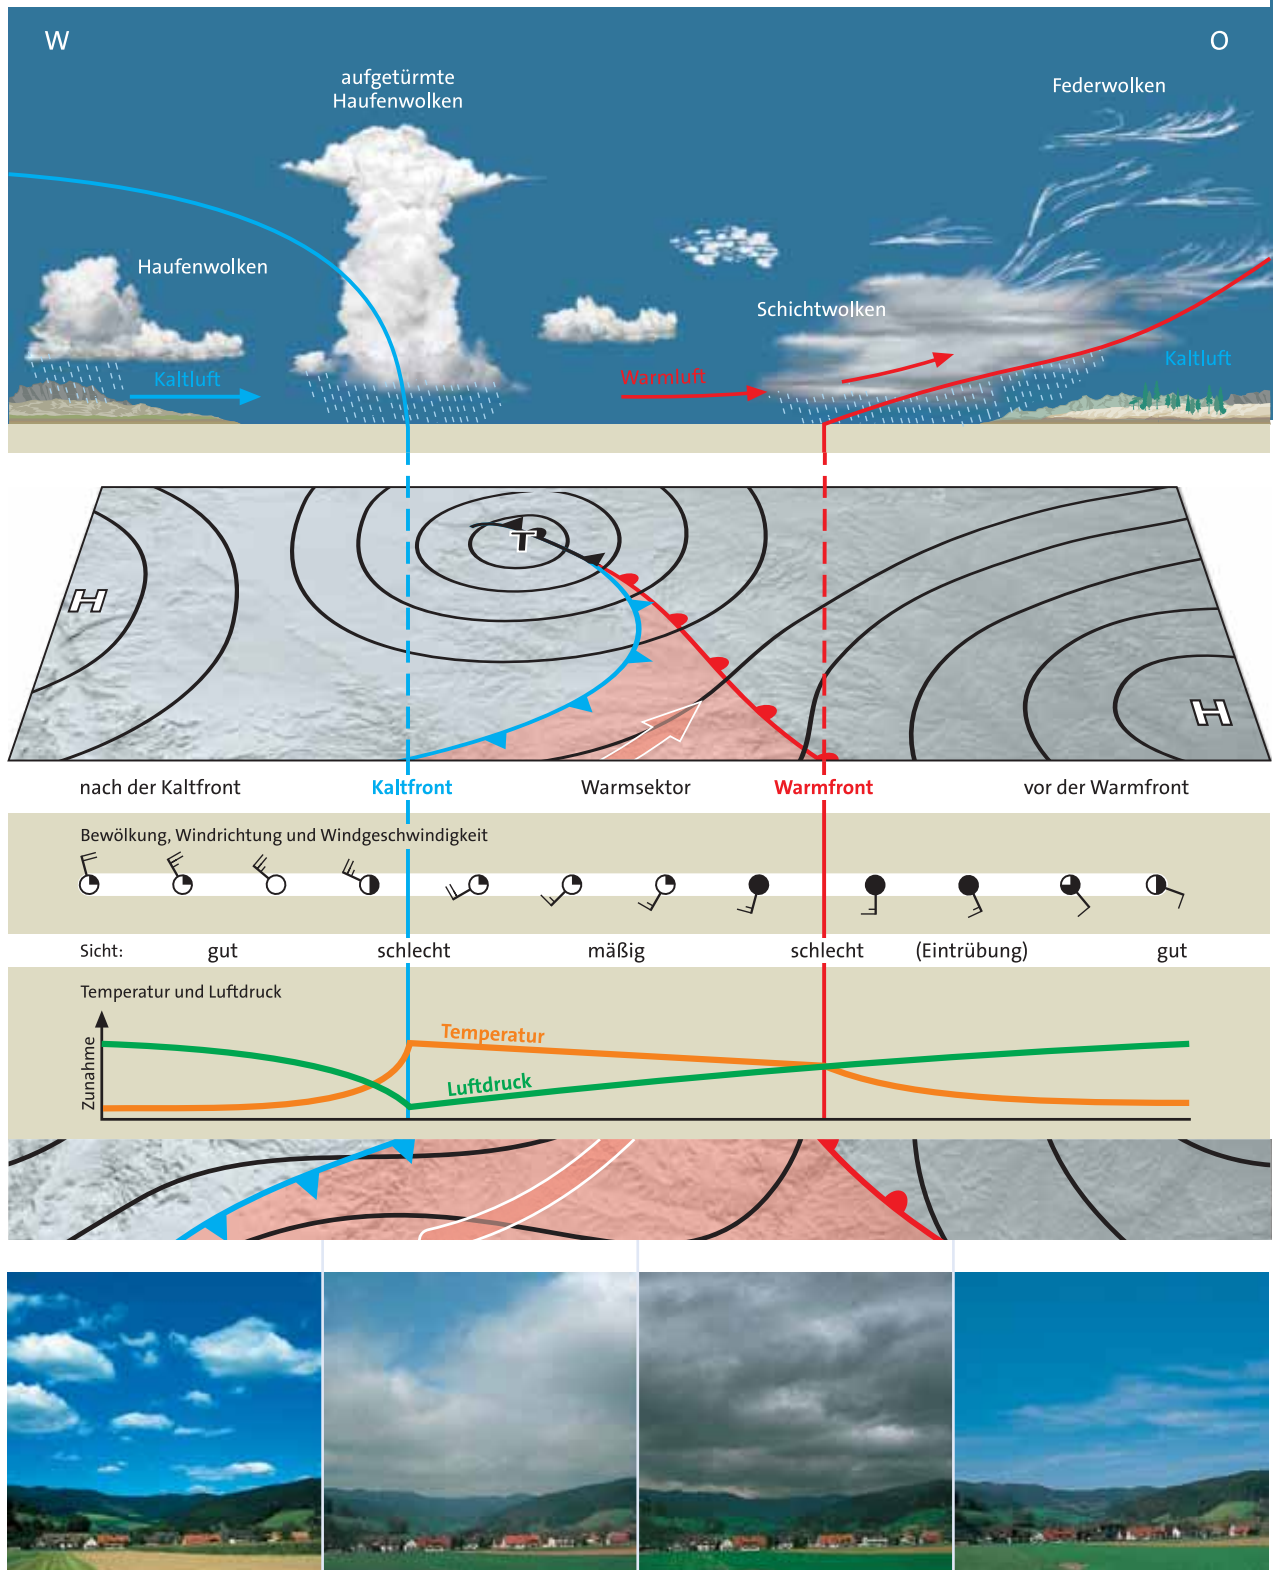 W
O
aufgetürmte
Haufenwolken
Federwolken
Haufenwolken
Schichtwolken
Kaltluft
Warmluft
Kaltluft
T
H
H
nach der Kaltfront
Kaltfront
Warmsektor
Warmfront
vor der Warmfront
Bewölkung, Windrichtung und Windgeschwindigkeit
Sicht:
gut
schlecht
mäßig
schlecht
(Eintrübung)
gut
Temperatur und Luftdruck
Zunahme
Temperatur
Luftdruck